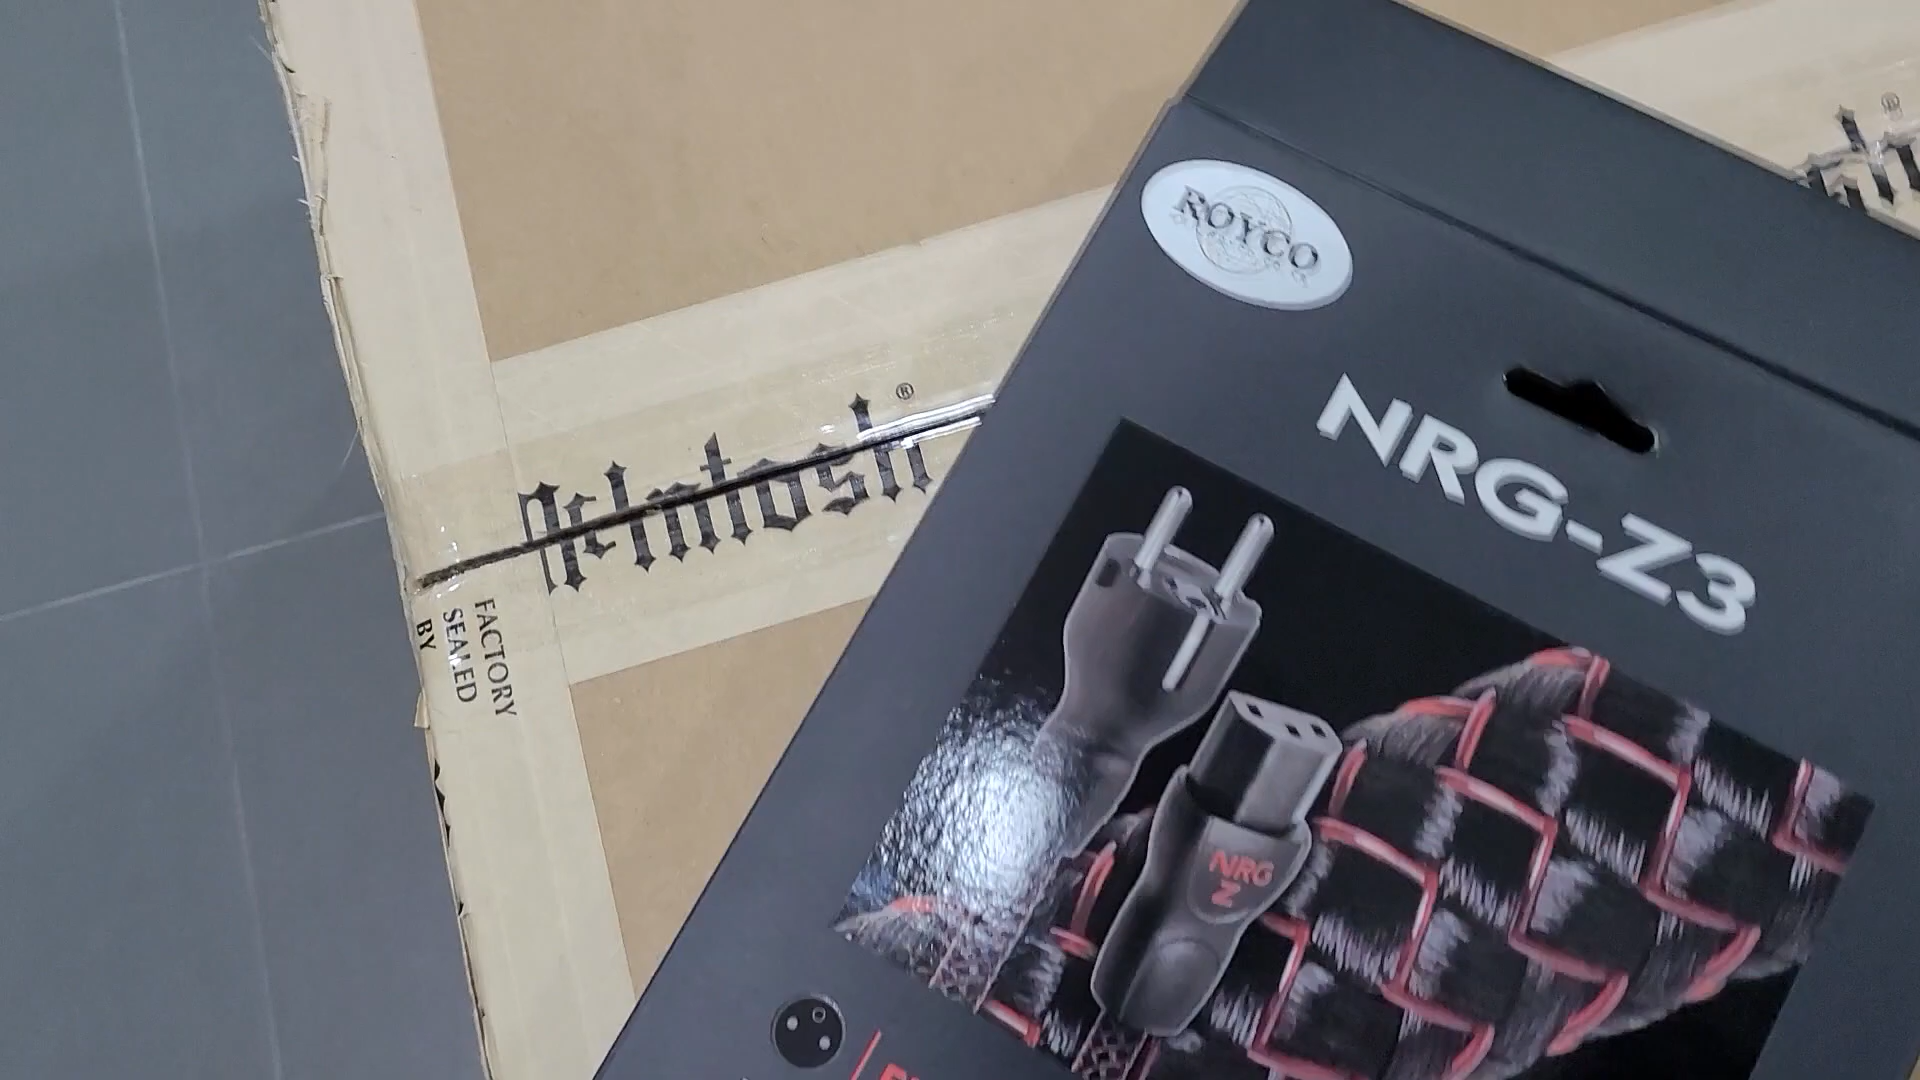 McIntosh®
FACTORY
SEALED
BY
ROYCO
NRG-Z3
NRG
Z
®